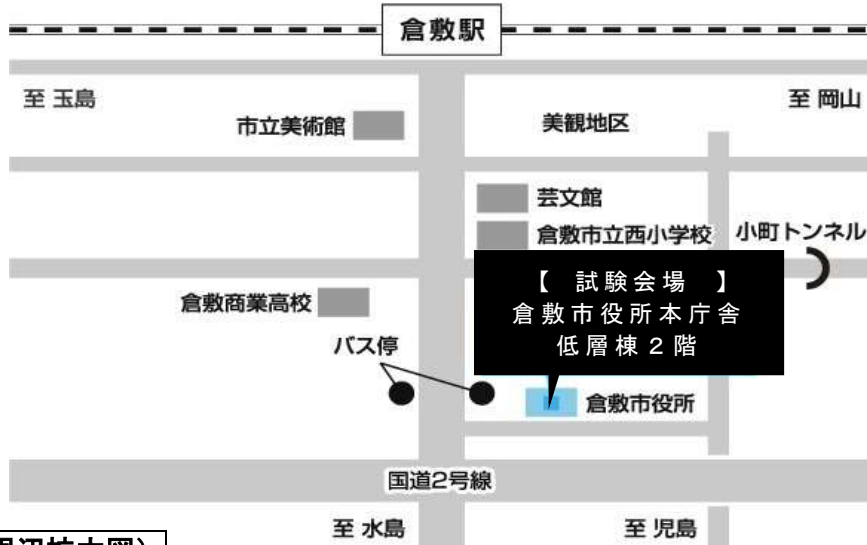 倉敷駅
至 玉島
至 岡山
市立美術館
美観地区
芸文館
倉敷市立西小学校
小町トンネル
【 試験会場 】
倉敷市役所本庁舎
低層棟２階
倉敷商業高校
バス停
倉敷市役所
国道2号線
至 水島
至 児島